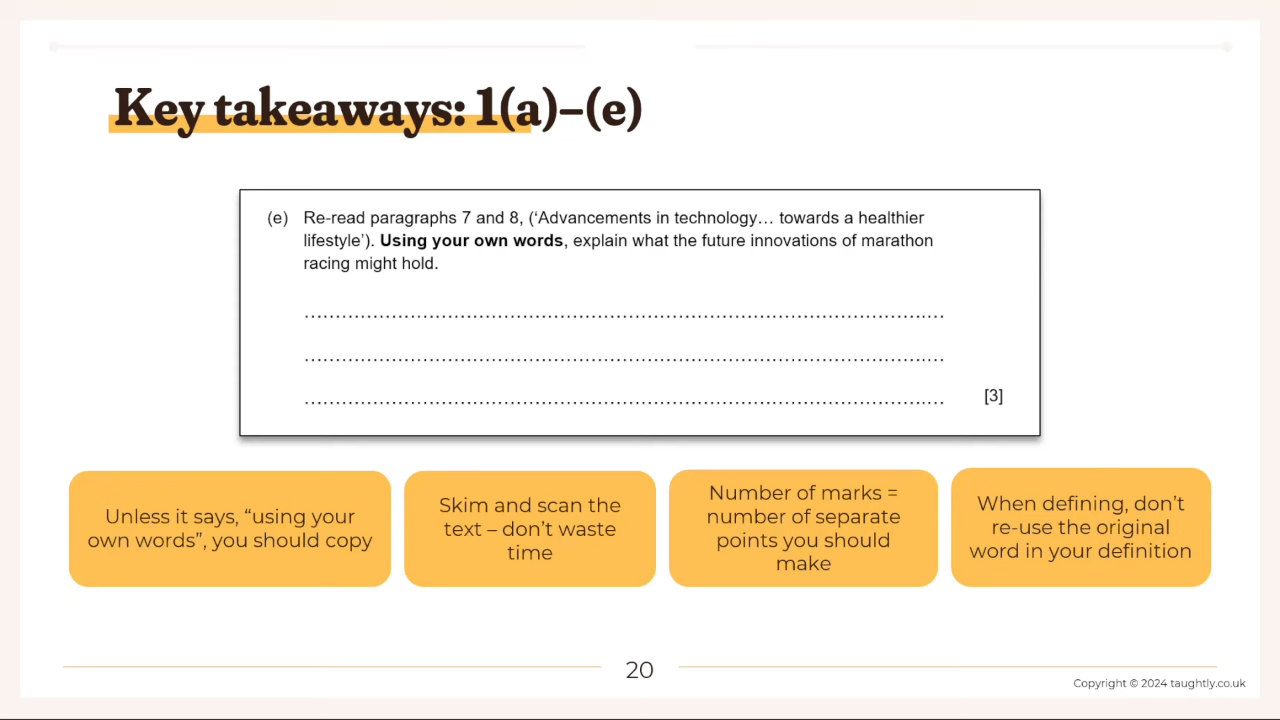 Key takeaways: 1(a)–(e)
(e) Re-read paragraphs 7 and 8, (‘Advancements in technology… towards a healthier
lifestyle’). Using your own words, explain what the future innovations of marathon
racing might hold.
................................................................................................
................................................................................................
................................................................................................ [3]
Unless it says, “using your
own words”, you should copy
Skim and scan the
text – don’t waste
time
Number of marks =
number of separate
points you should
make
When defining, don’t
re-use the original
word in your definition
20
Copyright © 2024 taughtly.co.uk